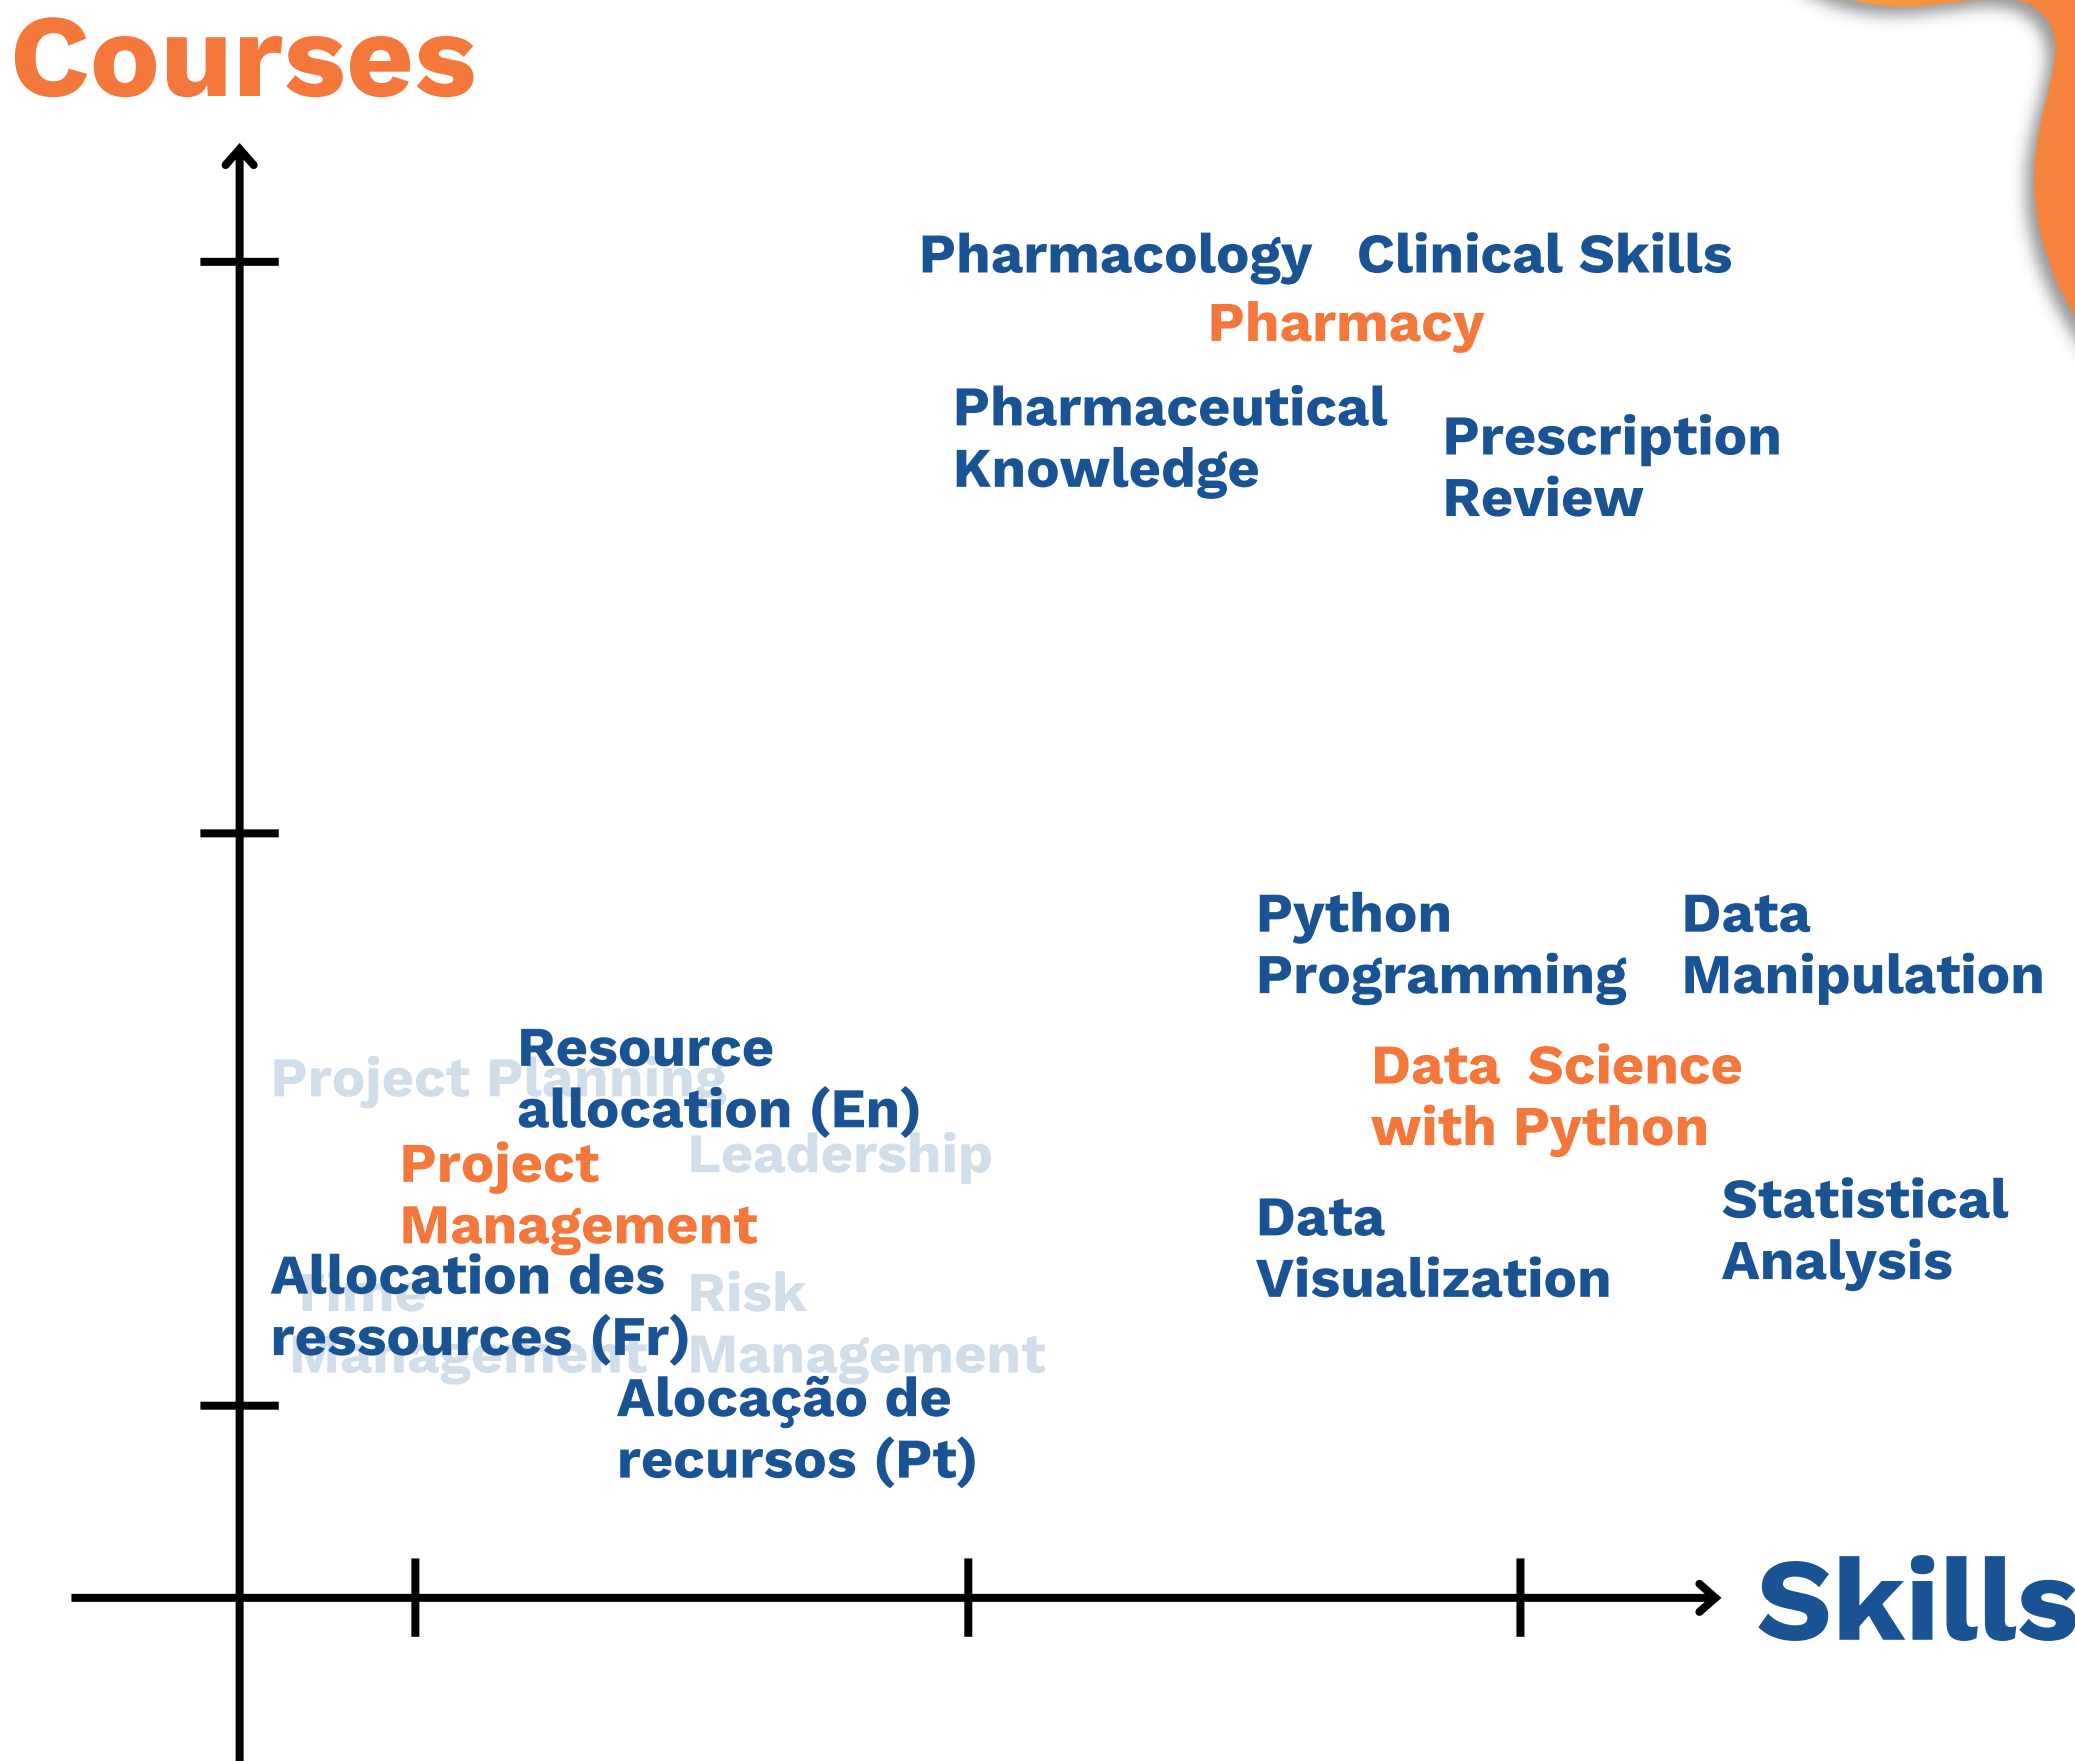 Courses
Pharmacology
Clinical Skills
Pharmacy
Pharmaceutical
Knowledge
Prescription
Review
Python
Programming
Data
Manipulation
Data Science
with Python
Data
Visualization
Statistical
Analysis
Project Planning
Resource
allocation (En)
Leadership
Project
Management
Allocation des
ressources (Fr)
Time
Management
Risk
Management
Alocação de
recursos (Pt)
Skills